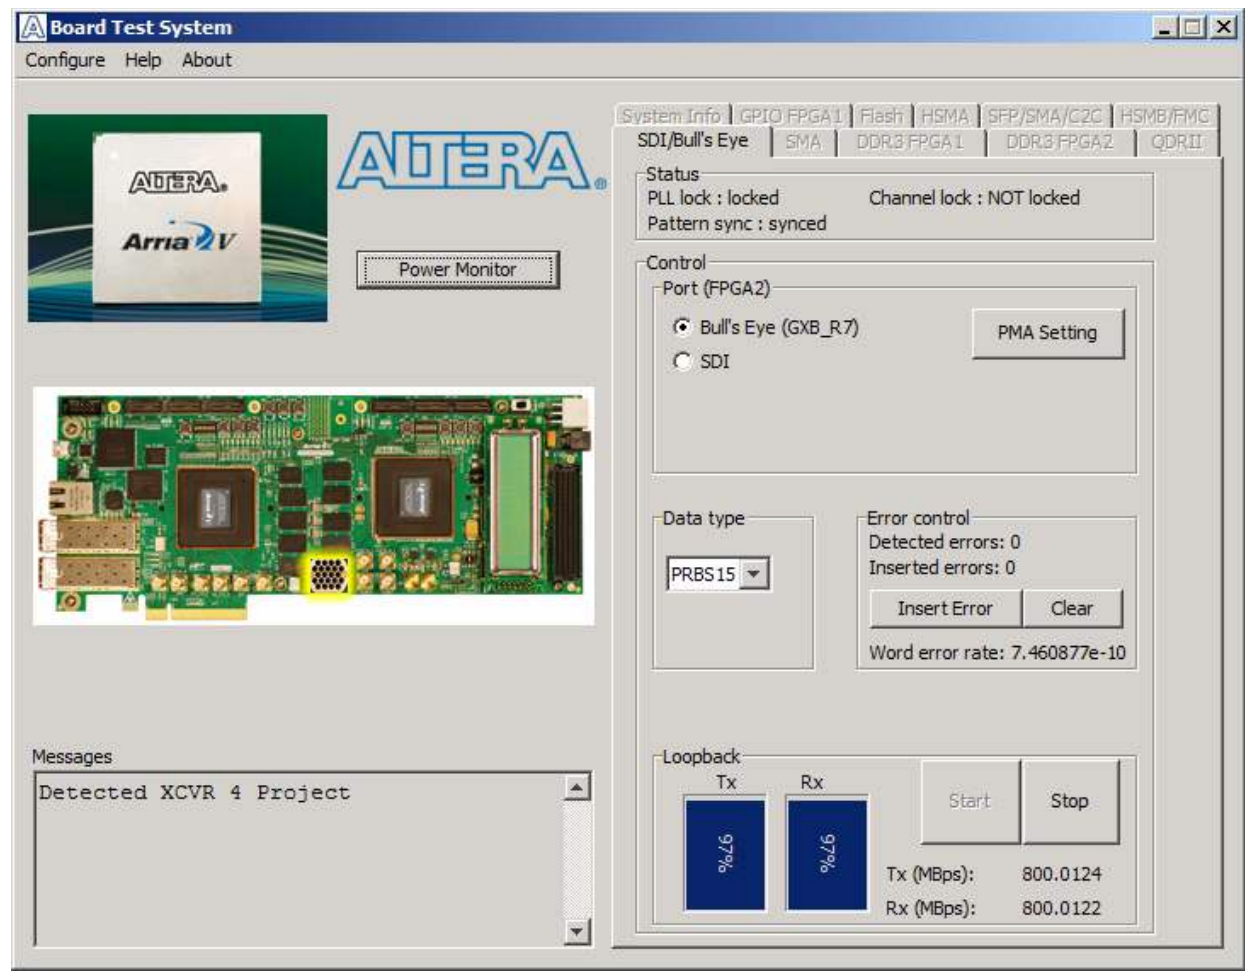 Board Test System
Configure Help About
System Info GPIO FPGA1 Flash HSMA SFP/SMA/C2C HSMB/FMC
SDI/Bull's Eye SMA DDR3 FPGA1 DDR3 FPGA2 QDRII
ALTERA®
ALTERA®
Arria V
Power Monitor
Status
PLL lock : locked Channel lock : NOT locked
Pattern sync : synced
Control
Port (FPGA2)
Bull's Eye (GXB_R7)
PMA Setting
SDI
Data type
PRBS15
Error control
Detected errors: 0
Inserted errors: 0
Insert Error Clear
Word error rate: 7.460877e-10
Messages
Detected XCVR 4 Project
Loopback
Tx Rx
97% 97%
Start Stop
Tx (MBps): 800.0124
Rx (MBps): 800.0122